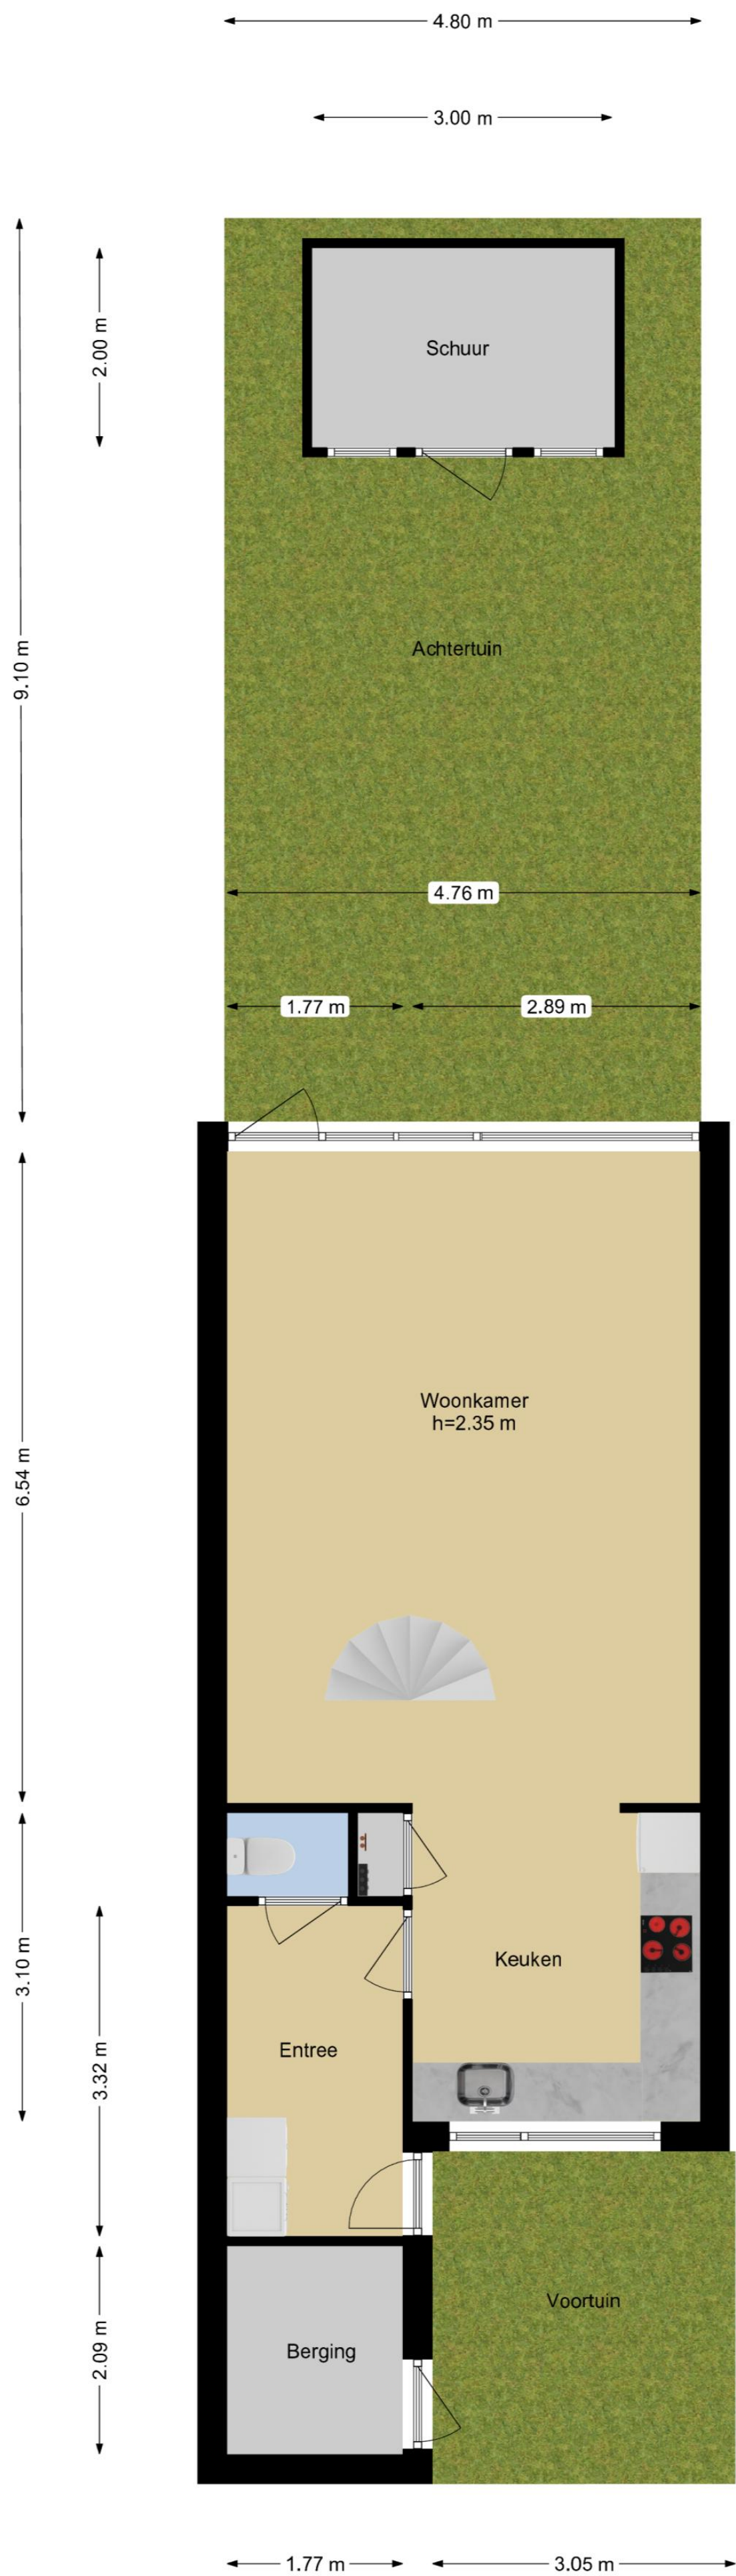 4.80 m
3.00 m
2.00 m
Schuur
9.10 m
Achtertuin
4.76 m
1.77 m
2.89 m
Woonkamer
h=2.35 m
6.54 m
3.10 m
Keuken
3.32 m
Entree
Voortuin
2.09 m
Berging
1.77 m
3.05 m